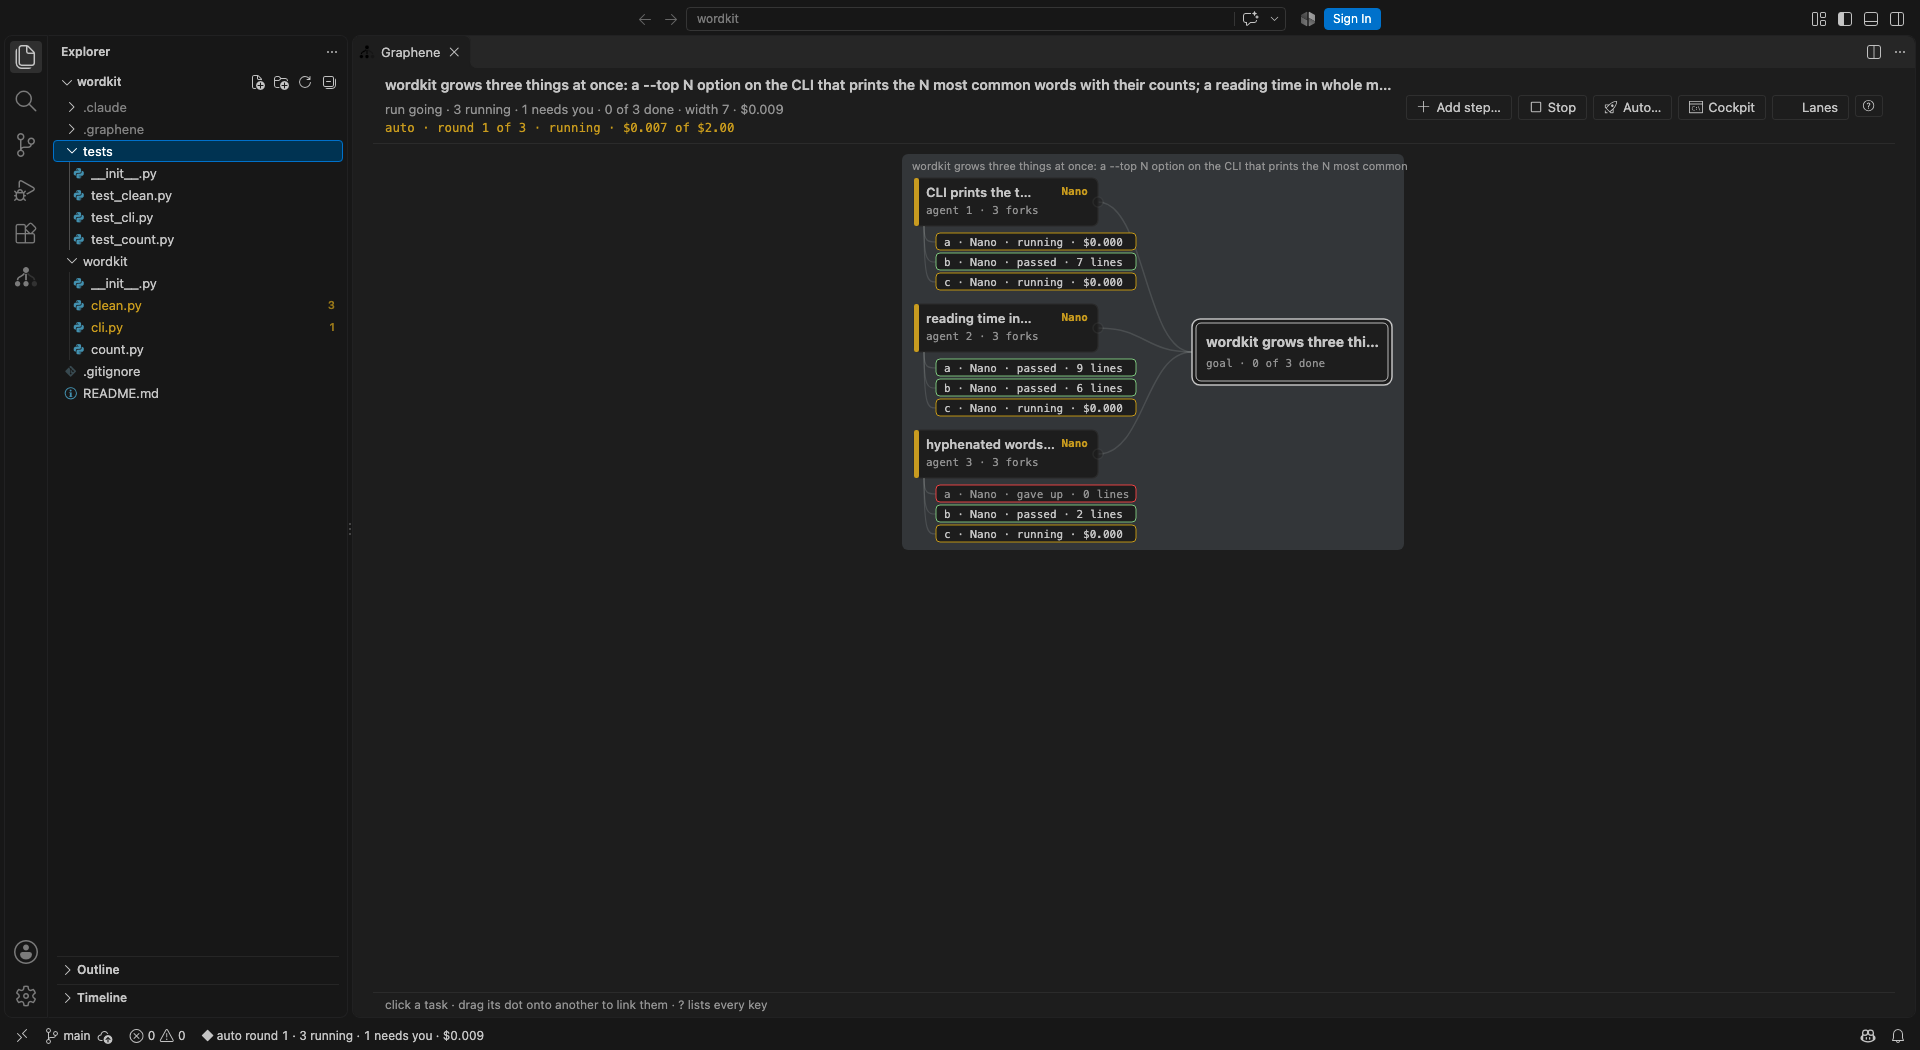 wordkit
Sign In
Explorer
wordkit
.claude
.graphene
tests
__init__.py
test_clean.py
test_cli.py
test_count.py
wordkit
__init__.py
clean.py 3
cli.py 1
count.py
.gitignore
README.md
Outline
Timeline
Graphene
wordkit grows three things at once: a --top N option on the CLI that prints the N most common words with their counts; a reading time in whole m...
run going · 3 running · 1 needs you · 0 of 3 done · width 7 · $0.009
auto · round 1 of 3 · running · $0.007 of $2.00
Add step...
Stop
Auto...
Cockpit
Lanes
?
wordkit grows three things at once: a --top N option on the CLI that prints the N most common
CLI prints the t... Nano
agent 1 · 3 forks
a · Nano · running · $0.000
b · Nano · passed · 7 lines
c · Nano · running · $0.000
reading time in... Nano
agent 2 · 3 forks
a · Nano · passed · 9 lines
b · Nano · passed · 6 lines
c · Nano · running · $0.000
hyphenated words... Nano
agent 3 · 3 forks
a · Nano · gave up · 0 lines
b · Nano · passed · 2 lines
c · Nano · running · $0.000
wordkit grows three thi...
goal · 0 of 3 done
click a task · drag its dot onto another to link them · ? lists every key
main 0 0 auto round 1 · 3 running · 1 needs you · $0.009